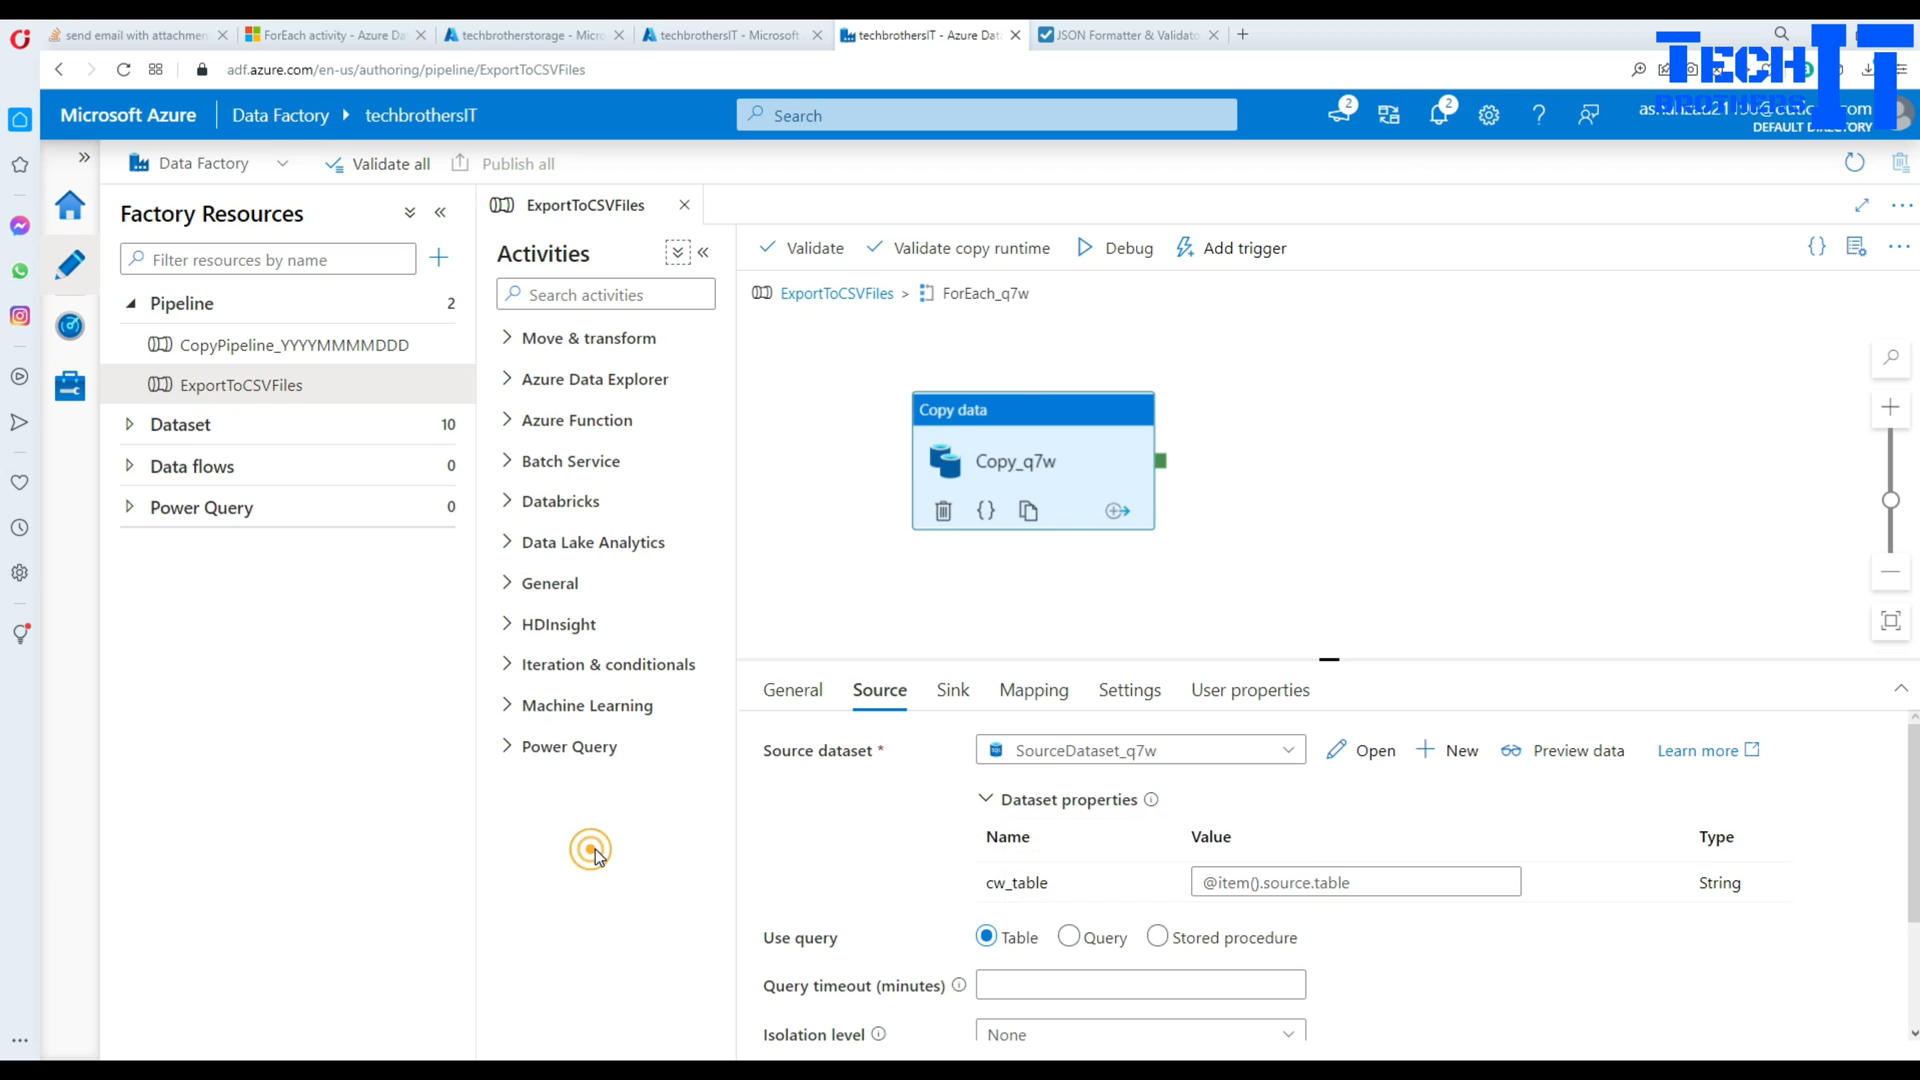 send email with attachmen
ForEach activity - Azure Da
techbrotherstorage - Micro
techbrothersIT - Microsoft
techbrothersIT - Azure Data
JSON Formatter & Validato
adf.azure.com/en-us/authoring/pipeline/ExportToCSVFiles
TECH IT
BROTHERS
Microsoft Azure
Data Factory
techbrothersIT
Search
2
2
DEFAULT DIRECTORY
Data Factory
Validate all
Publish all
Factory Resources
Filter resources by name
Pipeline
2
CopyPipeline_YYYYMMMMDDD
ExportToCSVFiles
Dataset
10
Data flows
0
Power Query
0
ExportToCSVFiles
Activities
Search activities
Move & transform
Azure Data Explorer
Azure Function
Batch Service
Databricks
Data Lake Analytics
General
HDInsight
Iteration & conditionals
Machine Learning
Power Query
Validate
Validate copy runtime
Debug
Add trigger
ExportToCSVFiles > ForEach_q7w
Copy data
Copy_q7w
General
Source
Sink
Mapping
Settings
User properties
Source dataset *
SourceDataset_q7w
Open
New
Preview data
Learn more
Dataset properties
Name
Value
Type
cw_table
@item().source.table
String
Use query
Table
Query
Stored procedure
Query timeout (minutes)
Isolation level
None